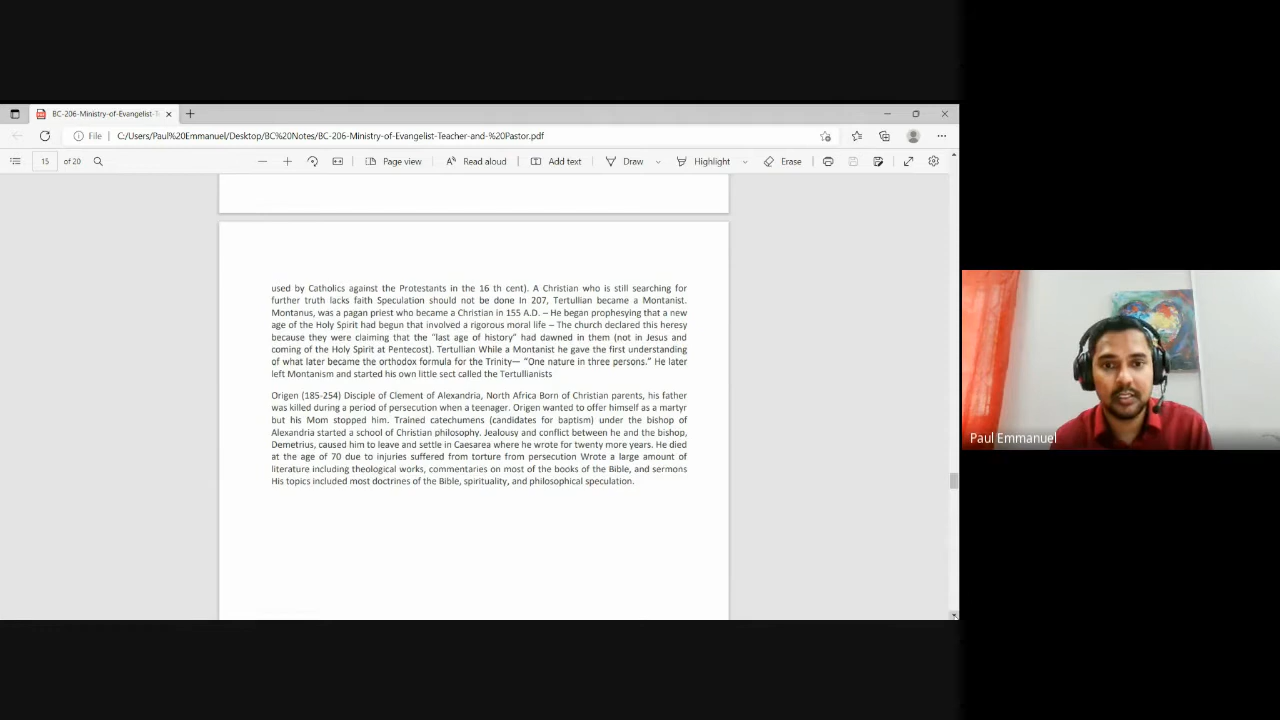 BC-206-Ministry-of-Evangelist-T
File
C:/Users/Paul%20Emmanuel/Desktop/BC%20Notes/BC-206-Ministry-of-Evangelist-Teacher-and-%20Pastor.pdf
15 of 20
Page view
Read aloud
Add text
Draw
Highlight
Erase
used by Catholics against the Protestants in the 16 th cent). A Christian who is still searching for
further truth lacks faith Speculation should not be done In 207, Tertullian became a Montanist.
Montanus, was a pagan priest who became a Christian in 155 A.D. – He began prophesying that a new
age of the Holy Spirit had begun that involved a rigorous moral life – The church declared this heresy
because they were claiming that the “last age of history” had dawned in them (not in Jesus and
coming of the Holy Spirit at Pentecost). Tertullian While a Montanist he gave the first understanding
of what later became the orthodox formula for the Trinity— “One nature in three persons.” He later
left Montanism and started his own little sect called the Tertullianists
Origen (185-254) Disciple of Clement of Alexandria, North Africa Born of Christian parents, his father
was killed during a period of persecution when a teenager. Origen wanted to offer himself as a martyr
but his Mom stopped him. Trained catechumens (candidates for baptism) under the bishop of
Alexandria started a school of Christian philosophy. Jealousy and conflict between he and the bishop,
Demetrius, caused him to leave and settle in Caesarea where he wrote for twenty more years. He died
at the age of 70 due to injuries suffered from torture from persecution Wrote a large amount of
literature including theological works, commentaries on most of the books of the Bible, and sermons
His topics included most doctrines of the Bible, spirituality, and philosophical speculation.
Paul Emmanuel